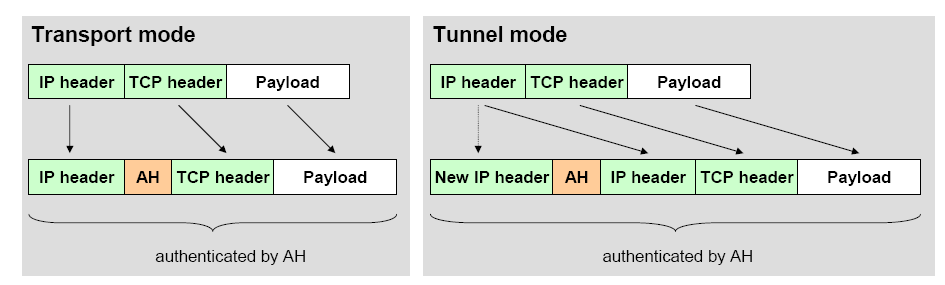 Transport mode
IP header TCP header Payload
IP header AH TCP header Payload
authenticated by AH
Tunnel mode
IP header TCP header Payload
New IP header AH IP header TCP header Payload
authenticated by AH